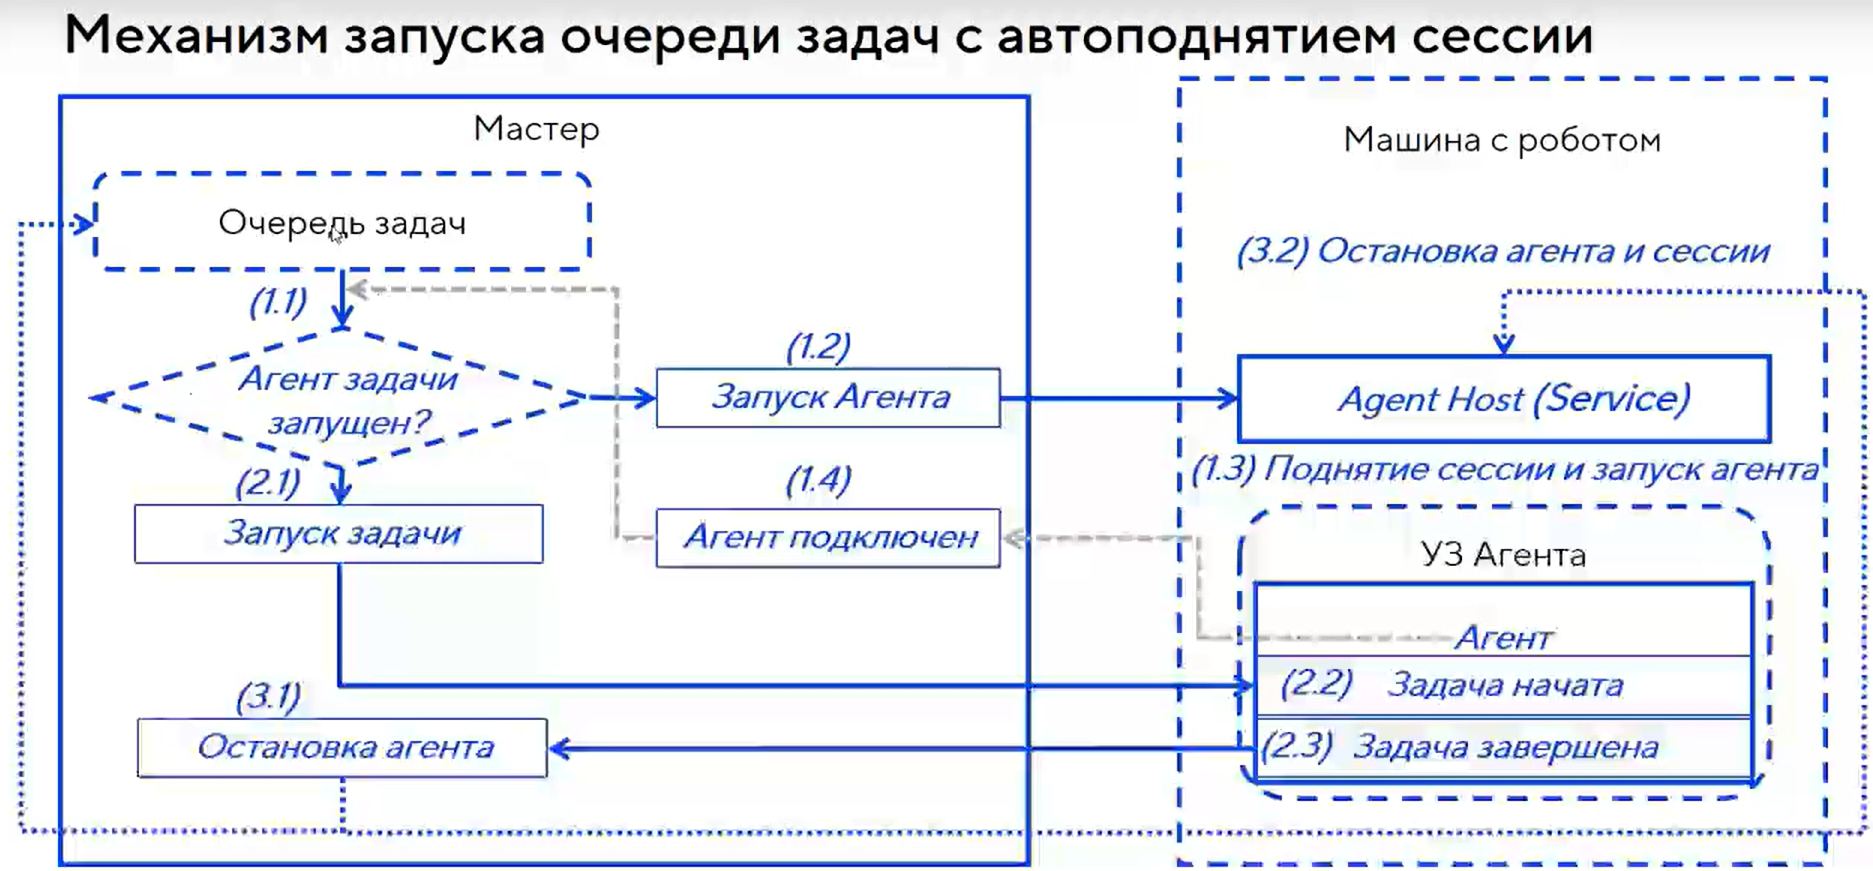 Механизм запуска очереди задач с автоподнятием сессии
Мастер
Машина с роботом
Очередь задач
(3.2) Остановка агента и сессии
(1.1)
(1.2)
Агент задачи
запущен?
Запуск Агента
Agent Host (Service)
(1.3) Поднятие сессии и запуск агента
(2.1)
(1.4)
Запуск задачи
Агент подключен
УЗ Агента
Агент
(2.2) Задача начата
(3.1)
Остановка агента
(2.3) Задача завершена